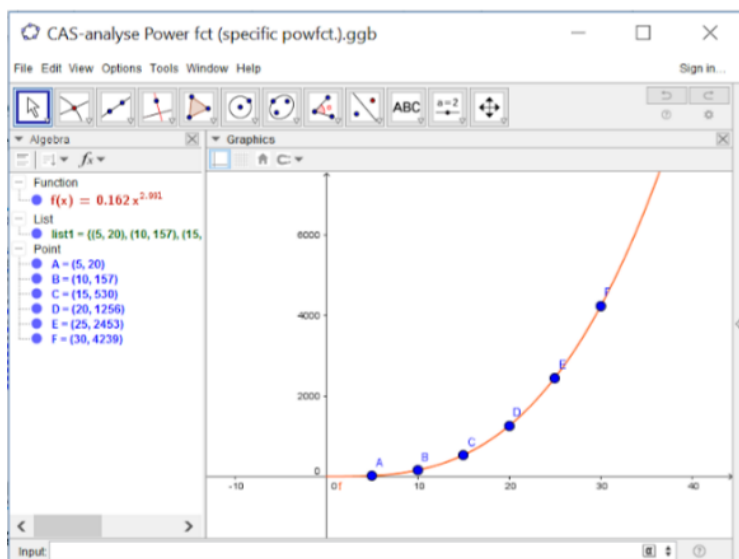 CAS-analyse Power fct (specific powfct.).ggb
File Edit View Options Tools Window Help
Sign in...
ABC
a=2
Algebra
Graphics
fx
Function
f(x) = 0.162 x^2.991
List
list1 = {(5, 20), (10, 157), (15,
Point
A = (5, 20)
B = (10, 157)
C = (15, 530)
D = (20, 1256)
E = (25, 2453)
F = (30, 4239)
6000
4000
2000
0
-10
0
f
10
20
30
40
A
B
C
D
E
F
Input:
α